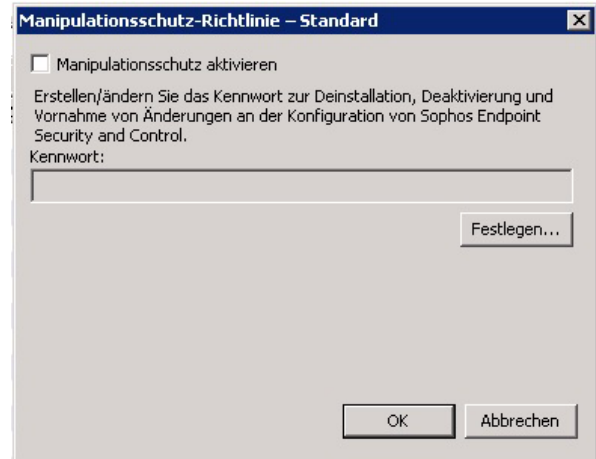 Manipulationsschutz-Richtlinie – Standard
Manipulationsschutz aktivieren
Erstellen/ändern Sie das Kennwort zur Deinstallation, Deaktivierung und
Vornahme von Änderungen an der Konfiguration von Sophos Endpoint
Security and Control.
Kennwort:
Festlegen...
OK
Abbrechen